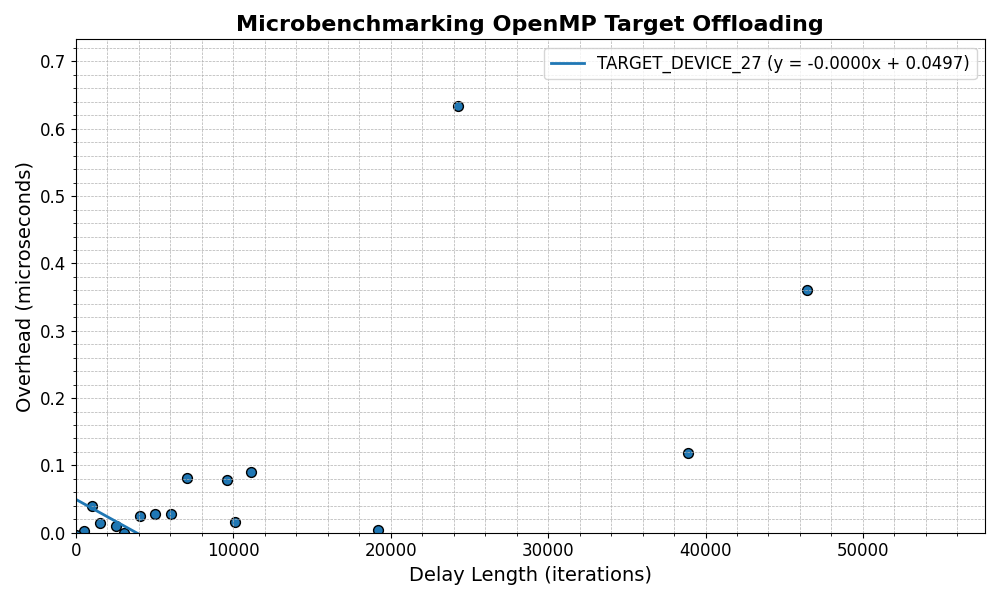 Microbenchmarking OpenMP Target Offloading
TARGET_DEVICE_27 (y = -0.0000x + 0.0497)
Overhead (microseconds)
0.7
0.6
0.5
0.4
0.3
0.2
0.1
0.0
0 10000 20000 30000 40000 50000
Delay Length (iterations)